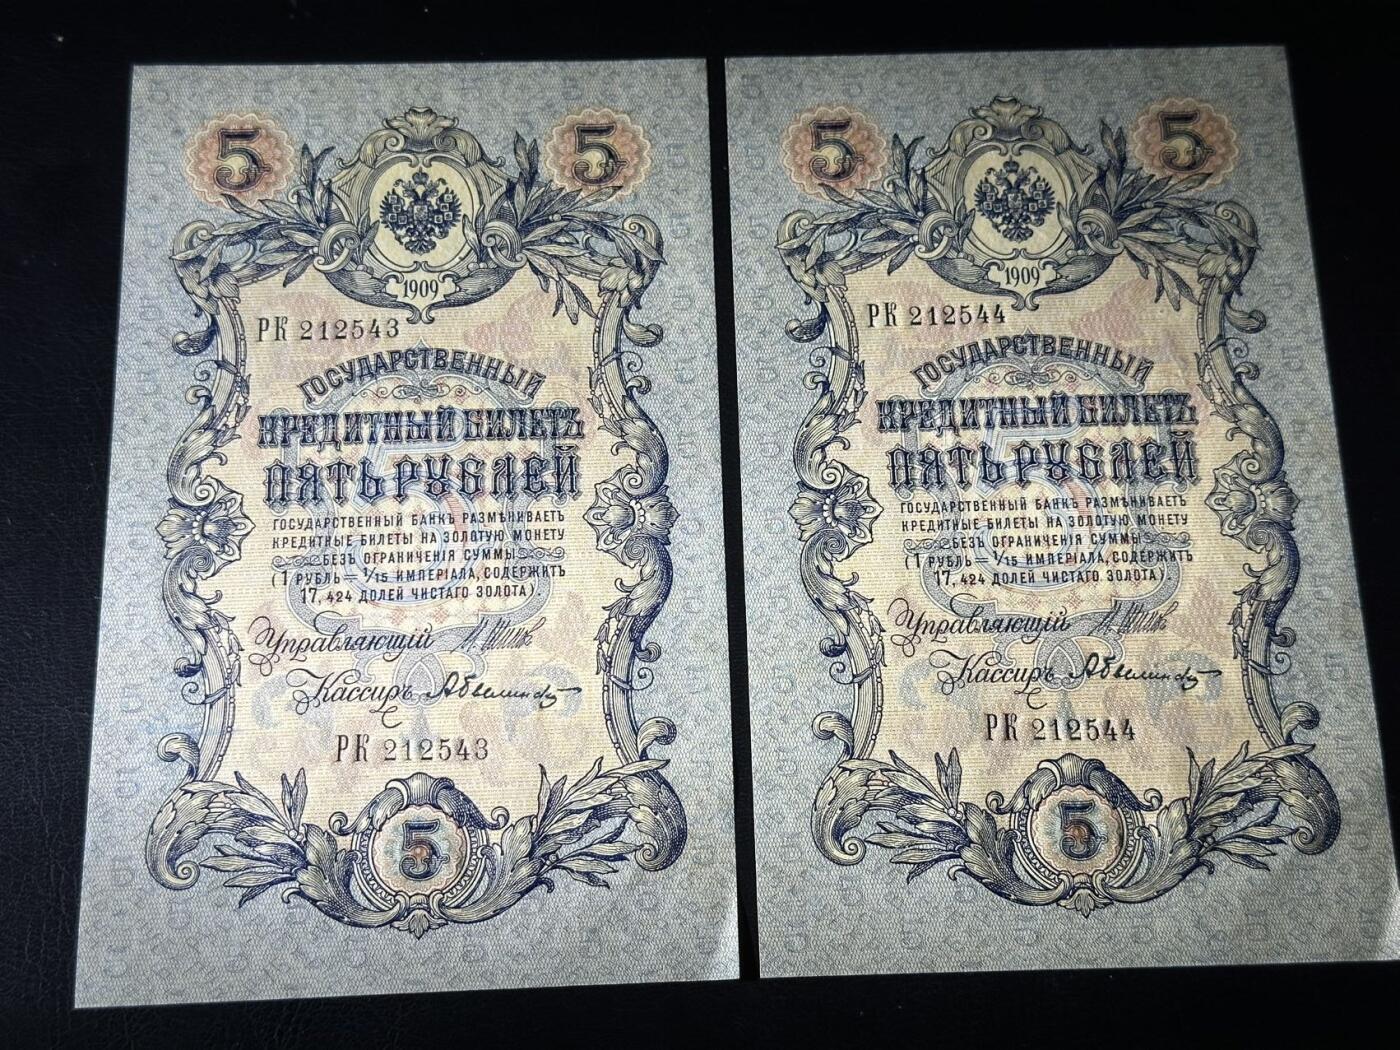 5 5
1909
РК 212543
ГОСУДАРСТВЕННЫЙ
КРЕДИТНЫЙ БИЛЕТЪ
ПЯТЬ РУБЛЕЙ
ГОСУДАРСТВЕННЫЙ БАНКЪ РАЗМѢНИВАЕТЪ
КРЕДИТНЫЕ БИЛЕТЫ НА ЗОЛОТУЮ МОНЕТУ
БЕЗЪ ОГРАНИЧЕНІЯ СУММЫ
(1 РУБЛЬ = 1/15 ИМПЕРІАЛА, СОДЕРЖИТЪ
17,424 ДОЛЕЙ ЧИСТАГО ЗОЛОТА).
Управляющій
Кассиръ
РК 212543
5
5 5
1909
РК 212544
ГОСУДАРСТВЕННЫЙ
КРЕДИТНЫЙ БИЛЕТЪ
ПЯТЬ РУБЛЕЙ
ГОСУДАРСТВЕННЫЙ БАНКЪ РАЗМѢНИВАЕТЪ
КРЕДИТНЫЕ БИЛЕТЫ НА ЗОЛОТУЮ МОНЕТУ
БЕЗЪ ОГРАНИЧЕНІЯ СУММЫ
(1 РУБЛЬ = 1/15 ИМПЕРІАЛА, СОДЕРЖИТЪ
17,424 ДОЛЕЙ ЧИСТАГО ЗОЛОТА).
Управляющій
Кассиръ
РК 212544
5